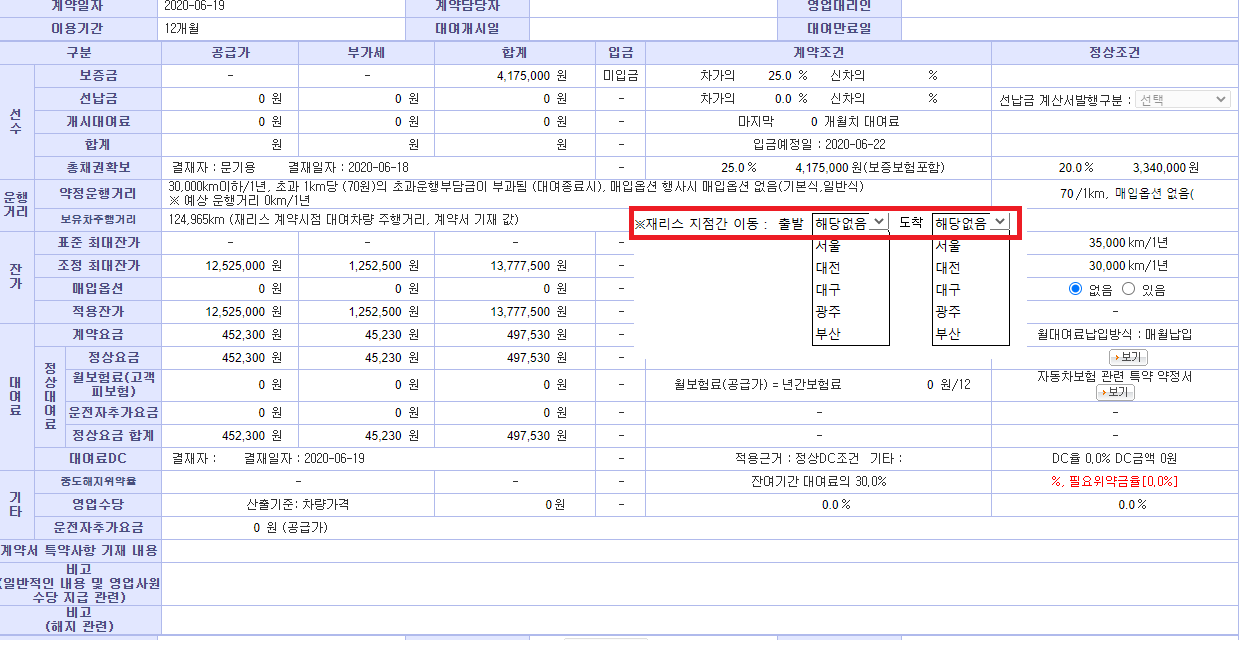 계약일자 2020-06-19 계약담당자 영업대리인
이용기간 12개월 대여개시일 대여만료일
구분 공급가 부가세 합계 입금 계약조건 정상조건
선수
보증금 - - 4,175,000 원 미입금 차가의 25.0 % 신차의 %
선납금 0 원 0 원 0 원 - 차가의 0.0 % 신차의 % 선납금 계산서발행구분 : 선택
개시대여료 0 원 0 원 0 원 - 마지막 0 개월치 대여료
합계 원 원 원 - 입금예정일 : 2020-06-22
총채권확보 결재자 : 문기용 결재일자 : 2020-06-18 - 25.0 % 4,175,000 원(보증보험포함) 20.0 % 3,340,000 원
운행거리
약정운행거리 30,000km이하/1년, 초과 1km당 (70원)의 초과운행부담금이 부과됨 (대여종료시), 매입옵션 행사시 매입옵션 없음(기본식,일반식)
※ 예상 운행거리 0km/1년
70 /1km, 매입옵션 없음(
보유차주행거리 124,965km (재리스 계약시점 대여차량 주행거리, 계약서 기재 값)
※재리스 지점간 이동 : 출발 해당없음 도착 해당없음
서울 서울
대전 대전
대구 대구
광주 광주
부산 부산
잔가
표준 최대잔가 - - - - 35,000 km/1년
조정 최대잔가 12,525,000 원 1,252,500 원 13,777,500 원 - 30,000 km/1년
매입옵션 0 원 0 원 0 원 - 없음 있음
적용잔가 12,525,000 원 1,252,500 원 13,777,500 원 - -
대여료
계약요금 452,300 원 45,230 원 497,530 원 - 월대여료납입방식 : 매월납입
정상대여료
정상요금 452,300 원 45,230 원 497,530 원 - 보기
월보험료(고객피보험) 0 원 0 원 0 원 - 월보험료(공급가) = 년간보험료 0 원/12 자동차보험 관련 특약 약정서
보기
운전자추가요금 0 원 0 원 0 원 - - -
정상요금 합계 452,300 원 45,230 원 497,530 원 - - -
대여료DC 결재자 : 결재일자 : 2020-06-19 - 적용근거 : 정상DC조건 기타 : DC율 0.0% DC금액 0원
기타
중도해지위약율 - - - 잔여기간 대여료의 30.0% %, 필요위약금율[0.0%]
영업수당 산출기준: 차량가격 0 원 - 0.0 % 0.0 %
운전자추가요금 0 원 (공급가)
계약서 특약사항 기재 내용
비고
(일반적인 내용 및 영업사원
수당 지급 관련)
비고
(해지 관련)